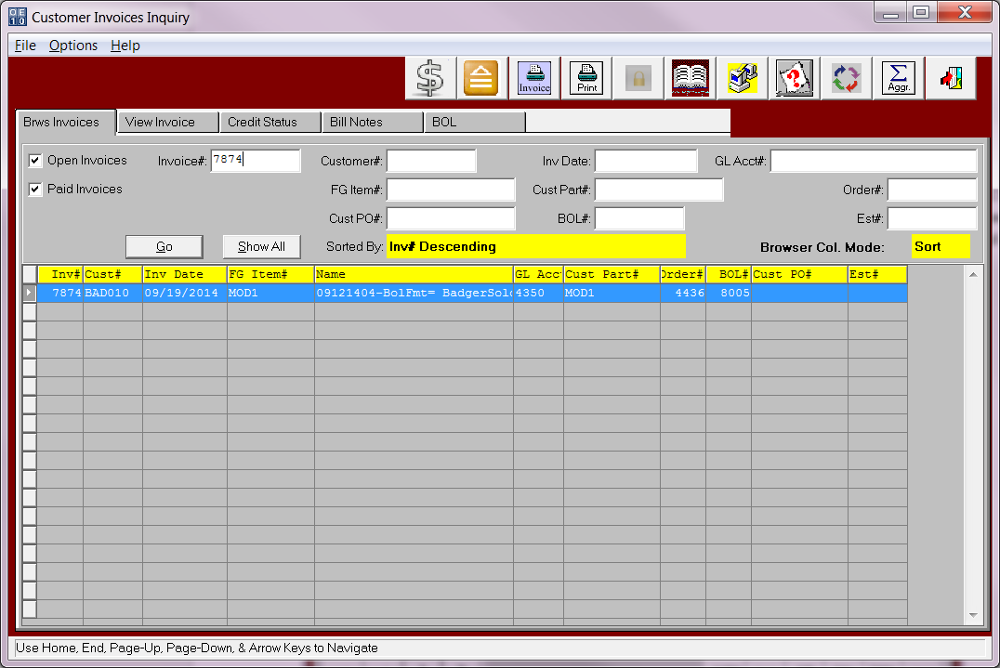 OE 10 Customer Invoices Inquiry
File Options Help
Invoice Print Σ Aggr.
Brws Invoices View Invoice Credit Status Bill Notes BOL
Open Invoices Invoice#: 7874 Customer#: Inv Date: GL Acct#:
Paid Invoices FG Item#: Cust Part#: Order#:
Cust PO#: BOL#: Est#:
Go Show All Sorted By: Inv# Descending Browser Col. Mode: Sort
Inv# Cust# Inv Date FG Item# Name GL Acc Cust Part# Order# BOL# Cust PO# Est#
7874 BAD010 09/19/2014 MOD1 09121404-BolFmt= BadgerSol 4350 MOD1 4436 8005
Use Home, End, Page-Up, Page-Down, & Arrow Keys to Navigate